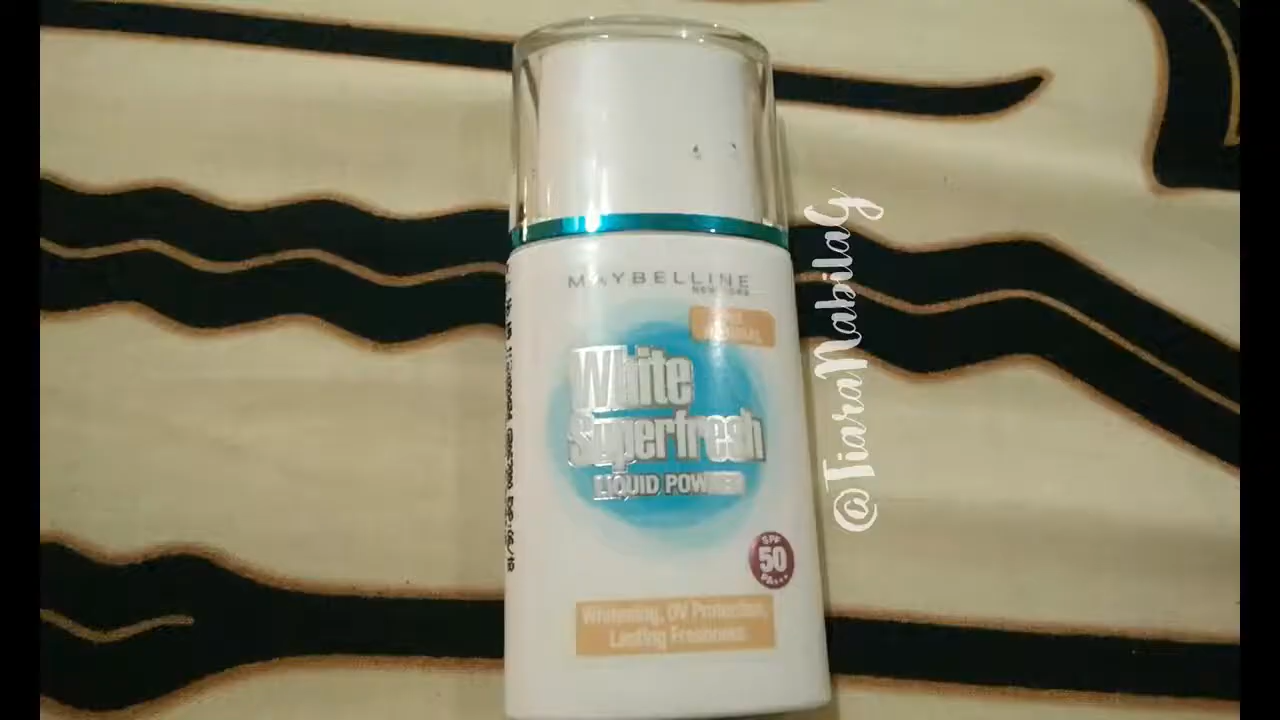 MAYBELLINE
NEW YORK
White
Superfresh
LIQUID POWDER
SPF
50
PA+++
Whitening, UV Protection,
Lasting Freshness
@TiaraNabilaG